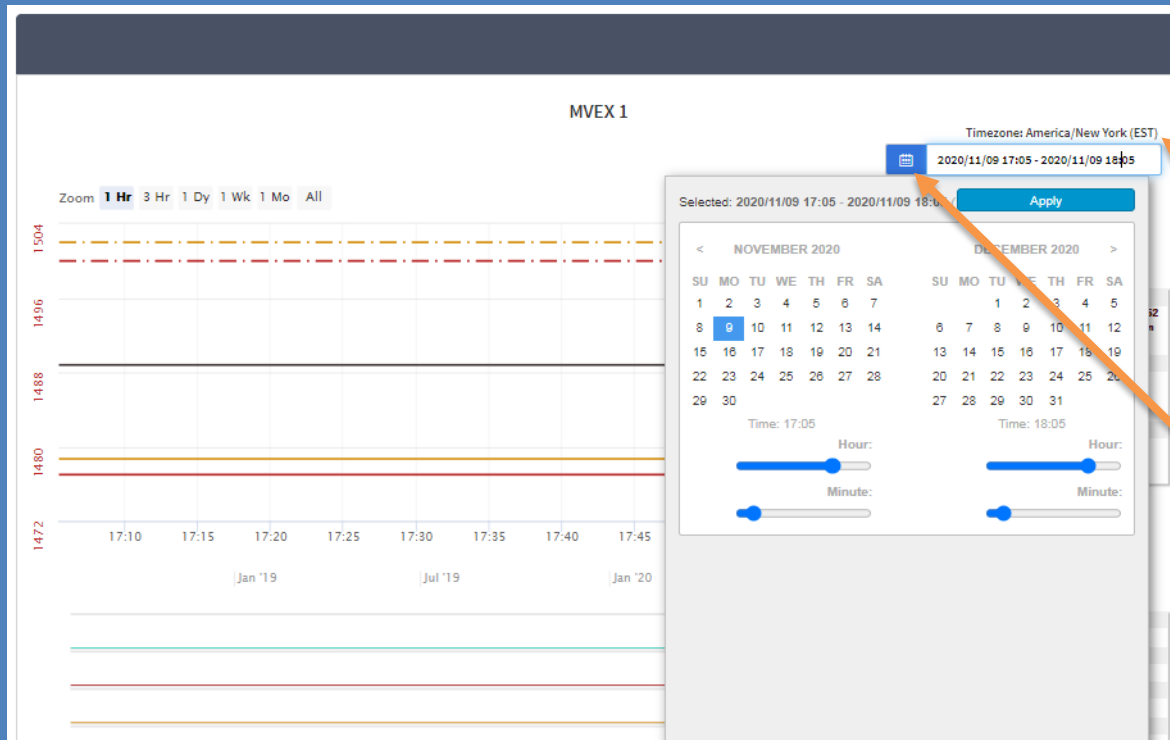 MVEX 1
Timezone: America/New York (EST)
2020/11/09 17:05 - 2020/11/09 18:05
Zoom 1 Hr 3 Hr 1 Dy 1 Wk 1 Mo All
Selected: 2020/11/09 17:05 - 2020/11/09 18:0 Apply
< NOVEMBER 2020
SU MO TU WE TH FR SA
1 2 3 4 5 6 7
8 9 10 11 12 13 14
15 16 17 18 19 20 21
22 23 24 25 26 27 28
29 30
Time: 17:05
Hour:
Minute:
DECEMBER 2020 >
SU MO TU WE TH FR SA
1 2 3 4 5
6 7 8 9 10 11 12
13 14 15 16 17 18 19
20 21 22 23 24 25 26
27 28 29 30 31
Time: 18:05
Hour:
Minute:
1504
1496
1488
1480
1472
17:10 17:15 17:20 17:25 17:30 17:35 17:40 17:45
Jan '19 Jul '19 Jan '20